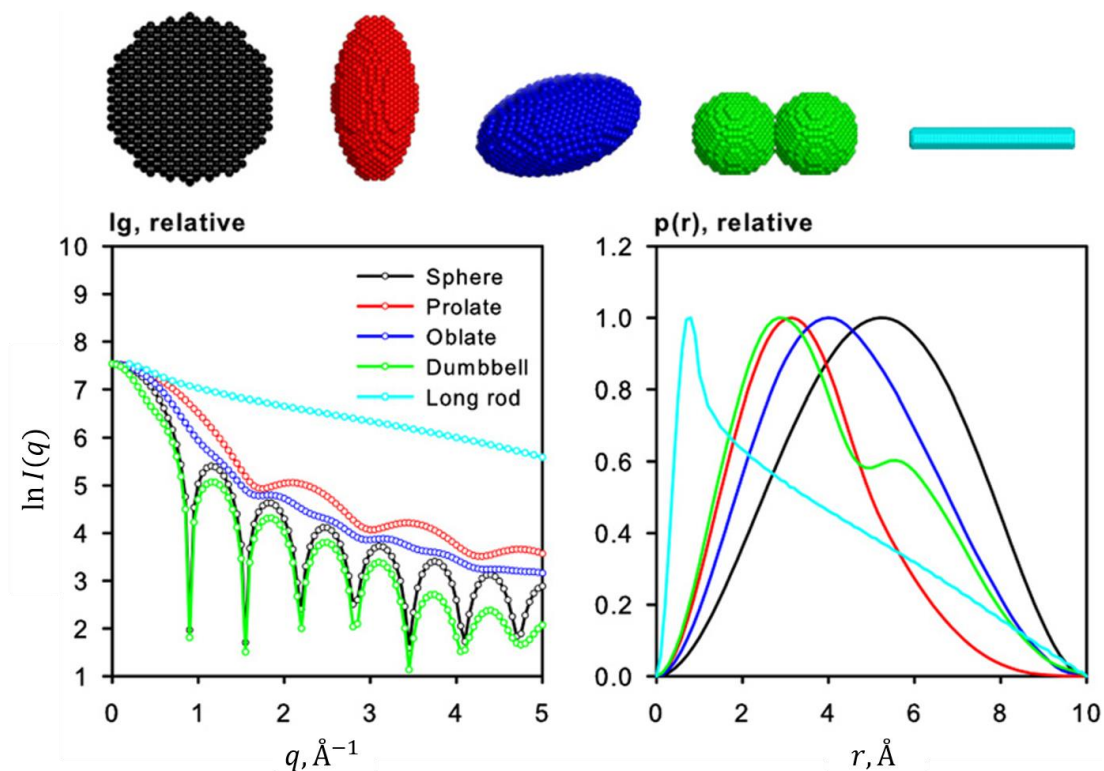 lg, relative
10
9
8
7
6
5
4
3
2
1
ln I(q)
0
1
2
3
4
5
q, Å⁻¹
Sphere
Prolate
Oblate
Dumbbell
Long rod
p(r), relative
1.2
1.0
0.8
0.6
0.4
0.2
0.0
0
2
4
6
8
10
r, Å